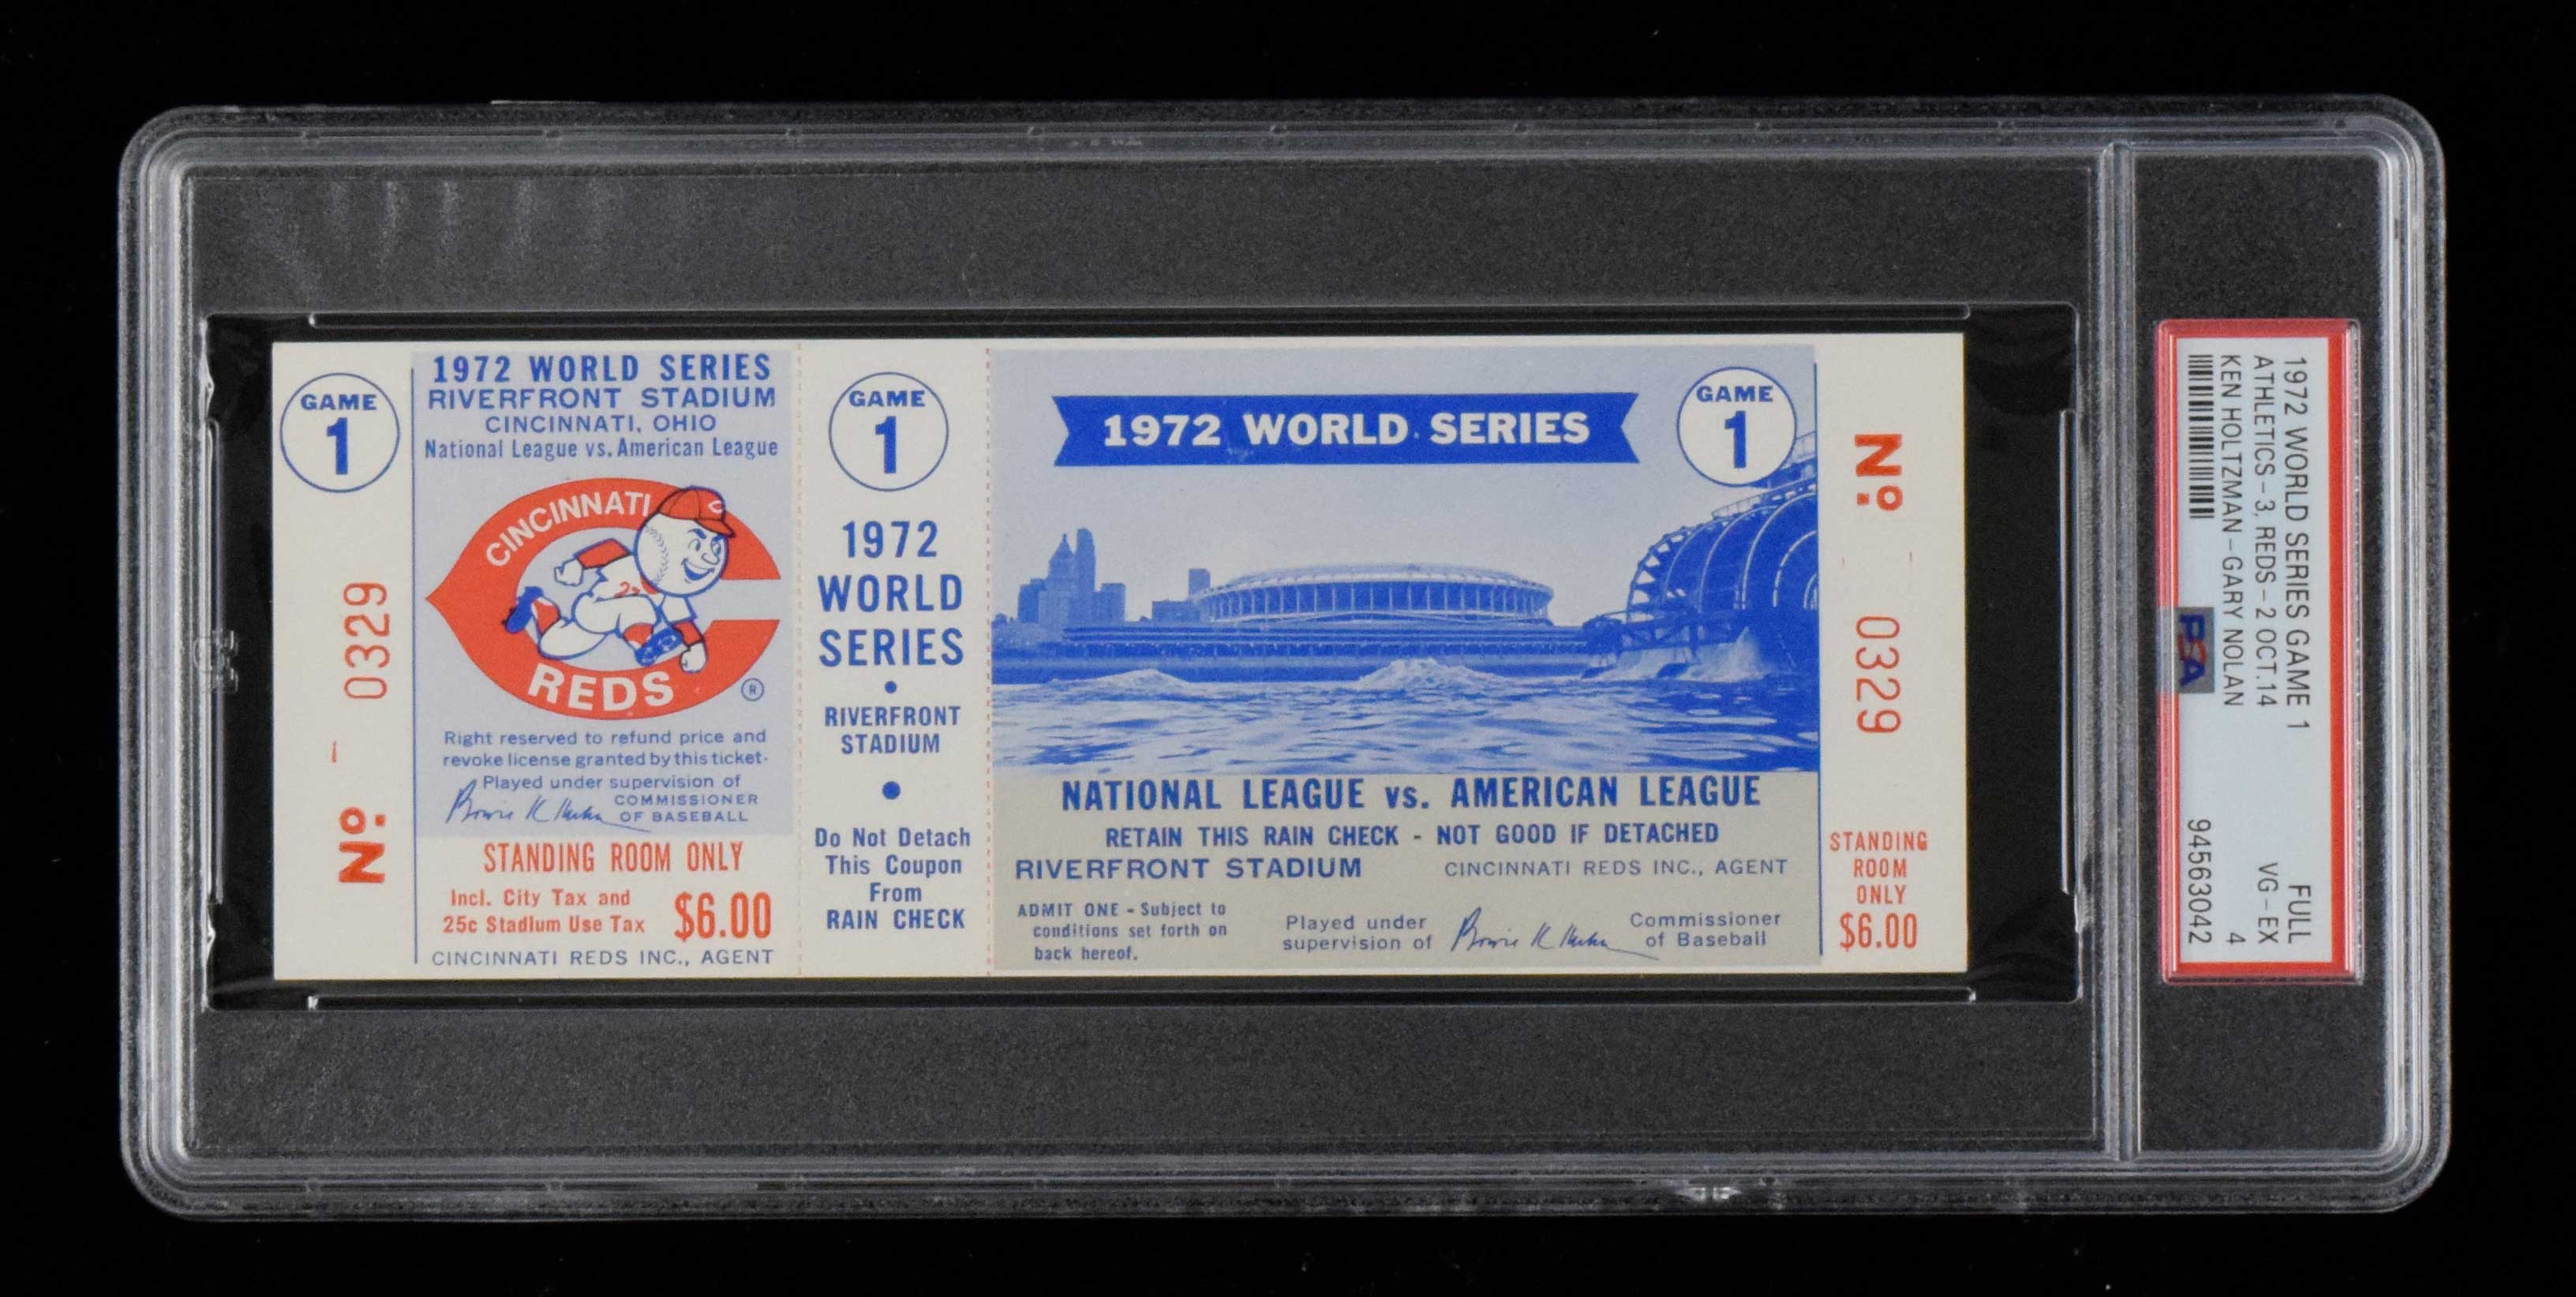 GAME
1
No. 0329
1972 WORLD SERIES
RIVERFRONT STADIUM
CINCINNATI, OHIO
National League vs. American League
CINCINNATI
REDS
®
Right reserved to refund price and
revoke license granted by this ticket.
Played under supervision of
Bowie K Kuhn
COMMISSIONER
OF BASEBALL
STANDING ROOM ONLY
Incl. City Tax and
25c Stadium Use Tax
$6.00
CINCINNATI REDS INC., AGENT
GAME
1
1972
WORLD
SERIES
•
RIVERFRONT
STADIUM
•
Do Not Detach
This Coupon
From
RAIN CHECK
1972 WORLD SERIES
GAME
1
NATIONAL LEAGUE vs. AMERICAN LEAGUE
RETAIN THIS RAIN CHECK - NOT GOOD IF DETACHED
RIVERFRONT STADIUM CINCINNATI REDS INC., AGENT
ADMIT ONE - Subject to
conditions set forth on
back hereof.
Played under
supervision of
Bowie K Kuhn
Commissioner
of Baseball
No. 0329
STANDING
ROOM
ONLY
$6.00
1972 WORLD SERIES GAME 1 FULL
ATHLETICS-3, REDS-2 OCT.14 VG-EX
KEN HOLTZMAN-GARY NOLAN 4
94563042
PSA